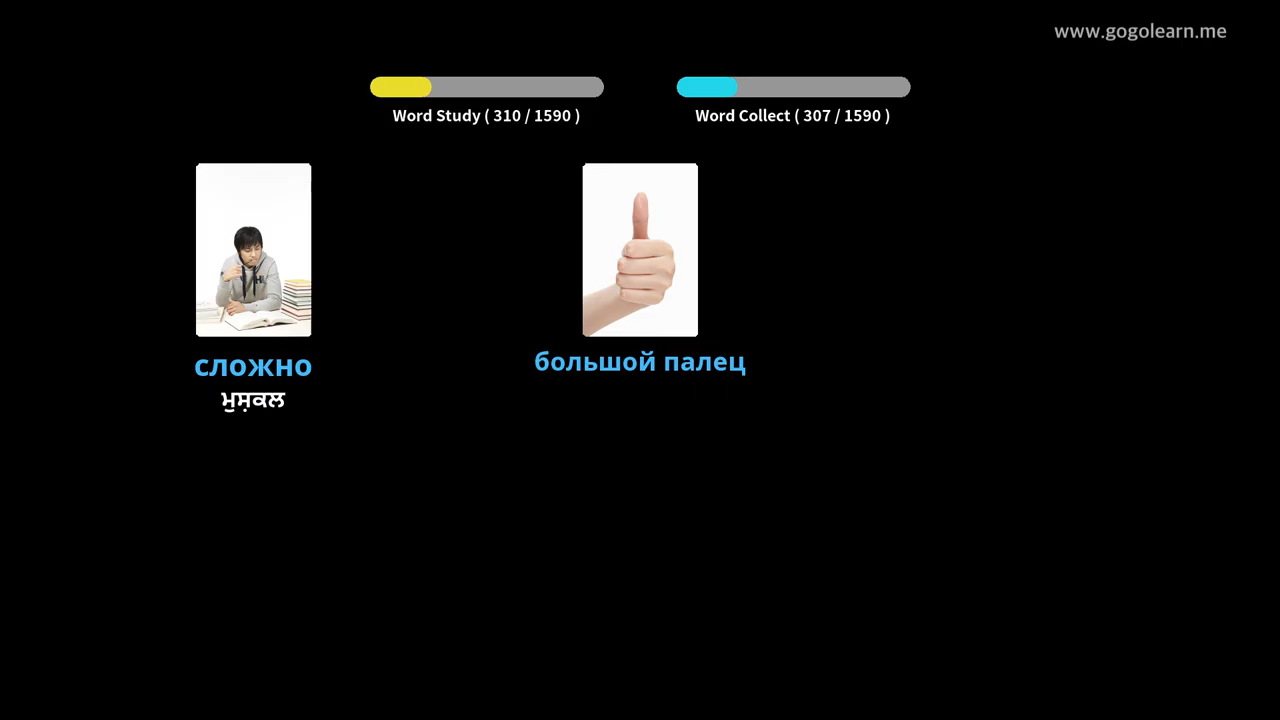 www.gogolearn.me
Word Study ( 310 / 1590 )
Word Collect ( 307 / 1590 )
сложно
ਮੁਸ਼ਕਲ
большой палец